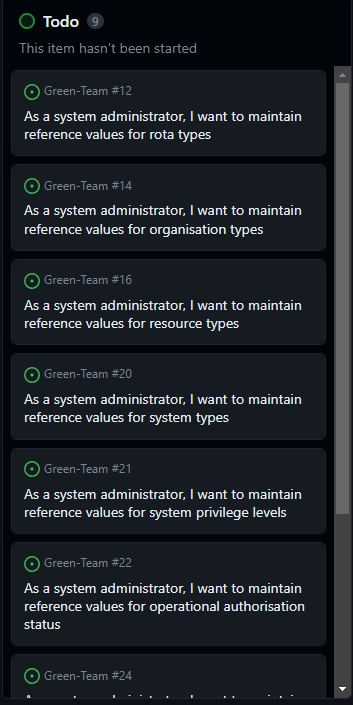 Todo 9
This item hasn't been started
Green-Team #12
As a system administrator, I want to maintain
reference values for rota types
Green-Team #14
As a system administrator, I want to maintain
reference values for organisation types
Green-Team #16
As a system administrator, I want to maintain
reference values for resource types
Green-Team #20
As a system administrator, I want to maintain
reference values for system types
Green-Team #21
As a system administrator, I want to maintain
reference values for system privilege levels
Green-Team #22
As a system administrator, I want to maintain
reference values for operational authorisation
status
Green-Team #24